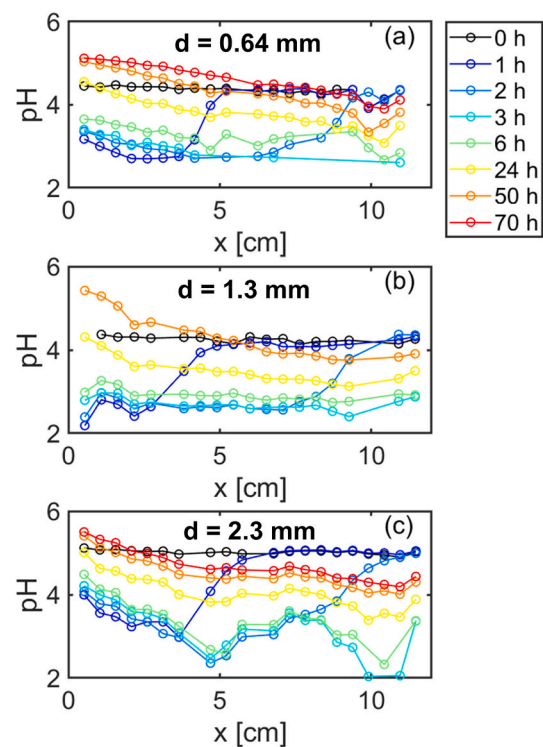 (a)
d = 0.64 mm
6
4
2
pH
0
5
10
x [cm]
0 h
1 h
2 h
3 h
6 h
24 h
50 h
70 h
(b)
d = 1.3 mm
6
4
2
pH
0
5
10
x [cm]
(c)
d = 2.3 mm
6
4
2
pH
0
5
10
x [cm]